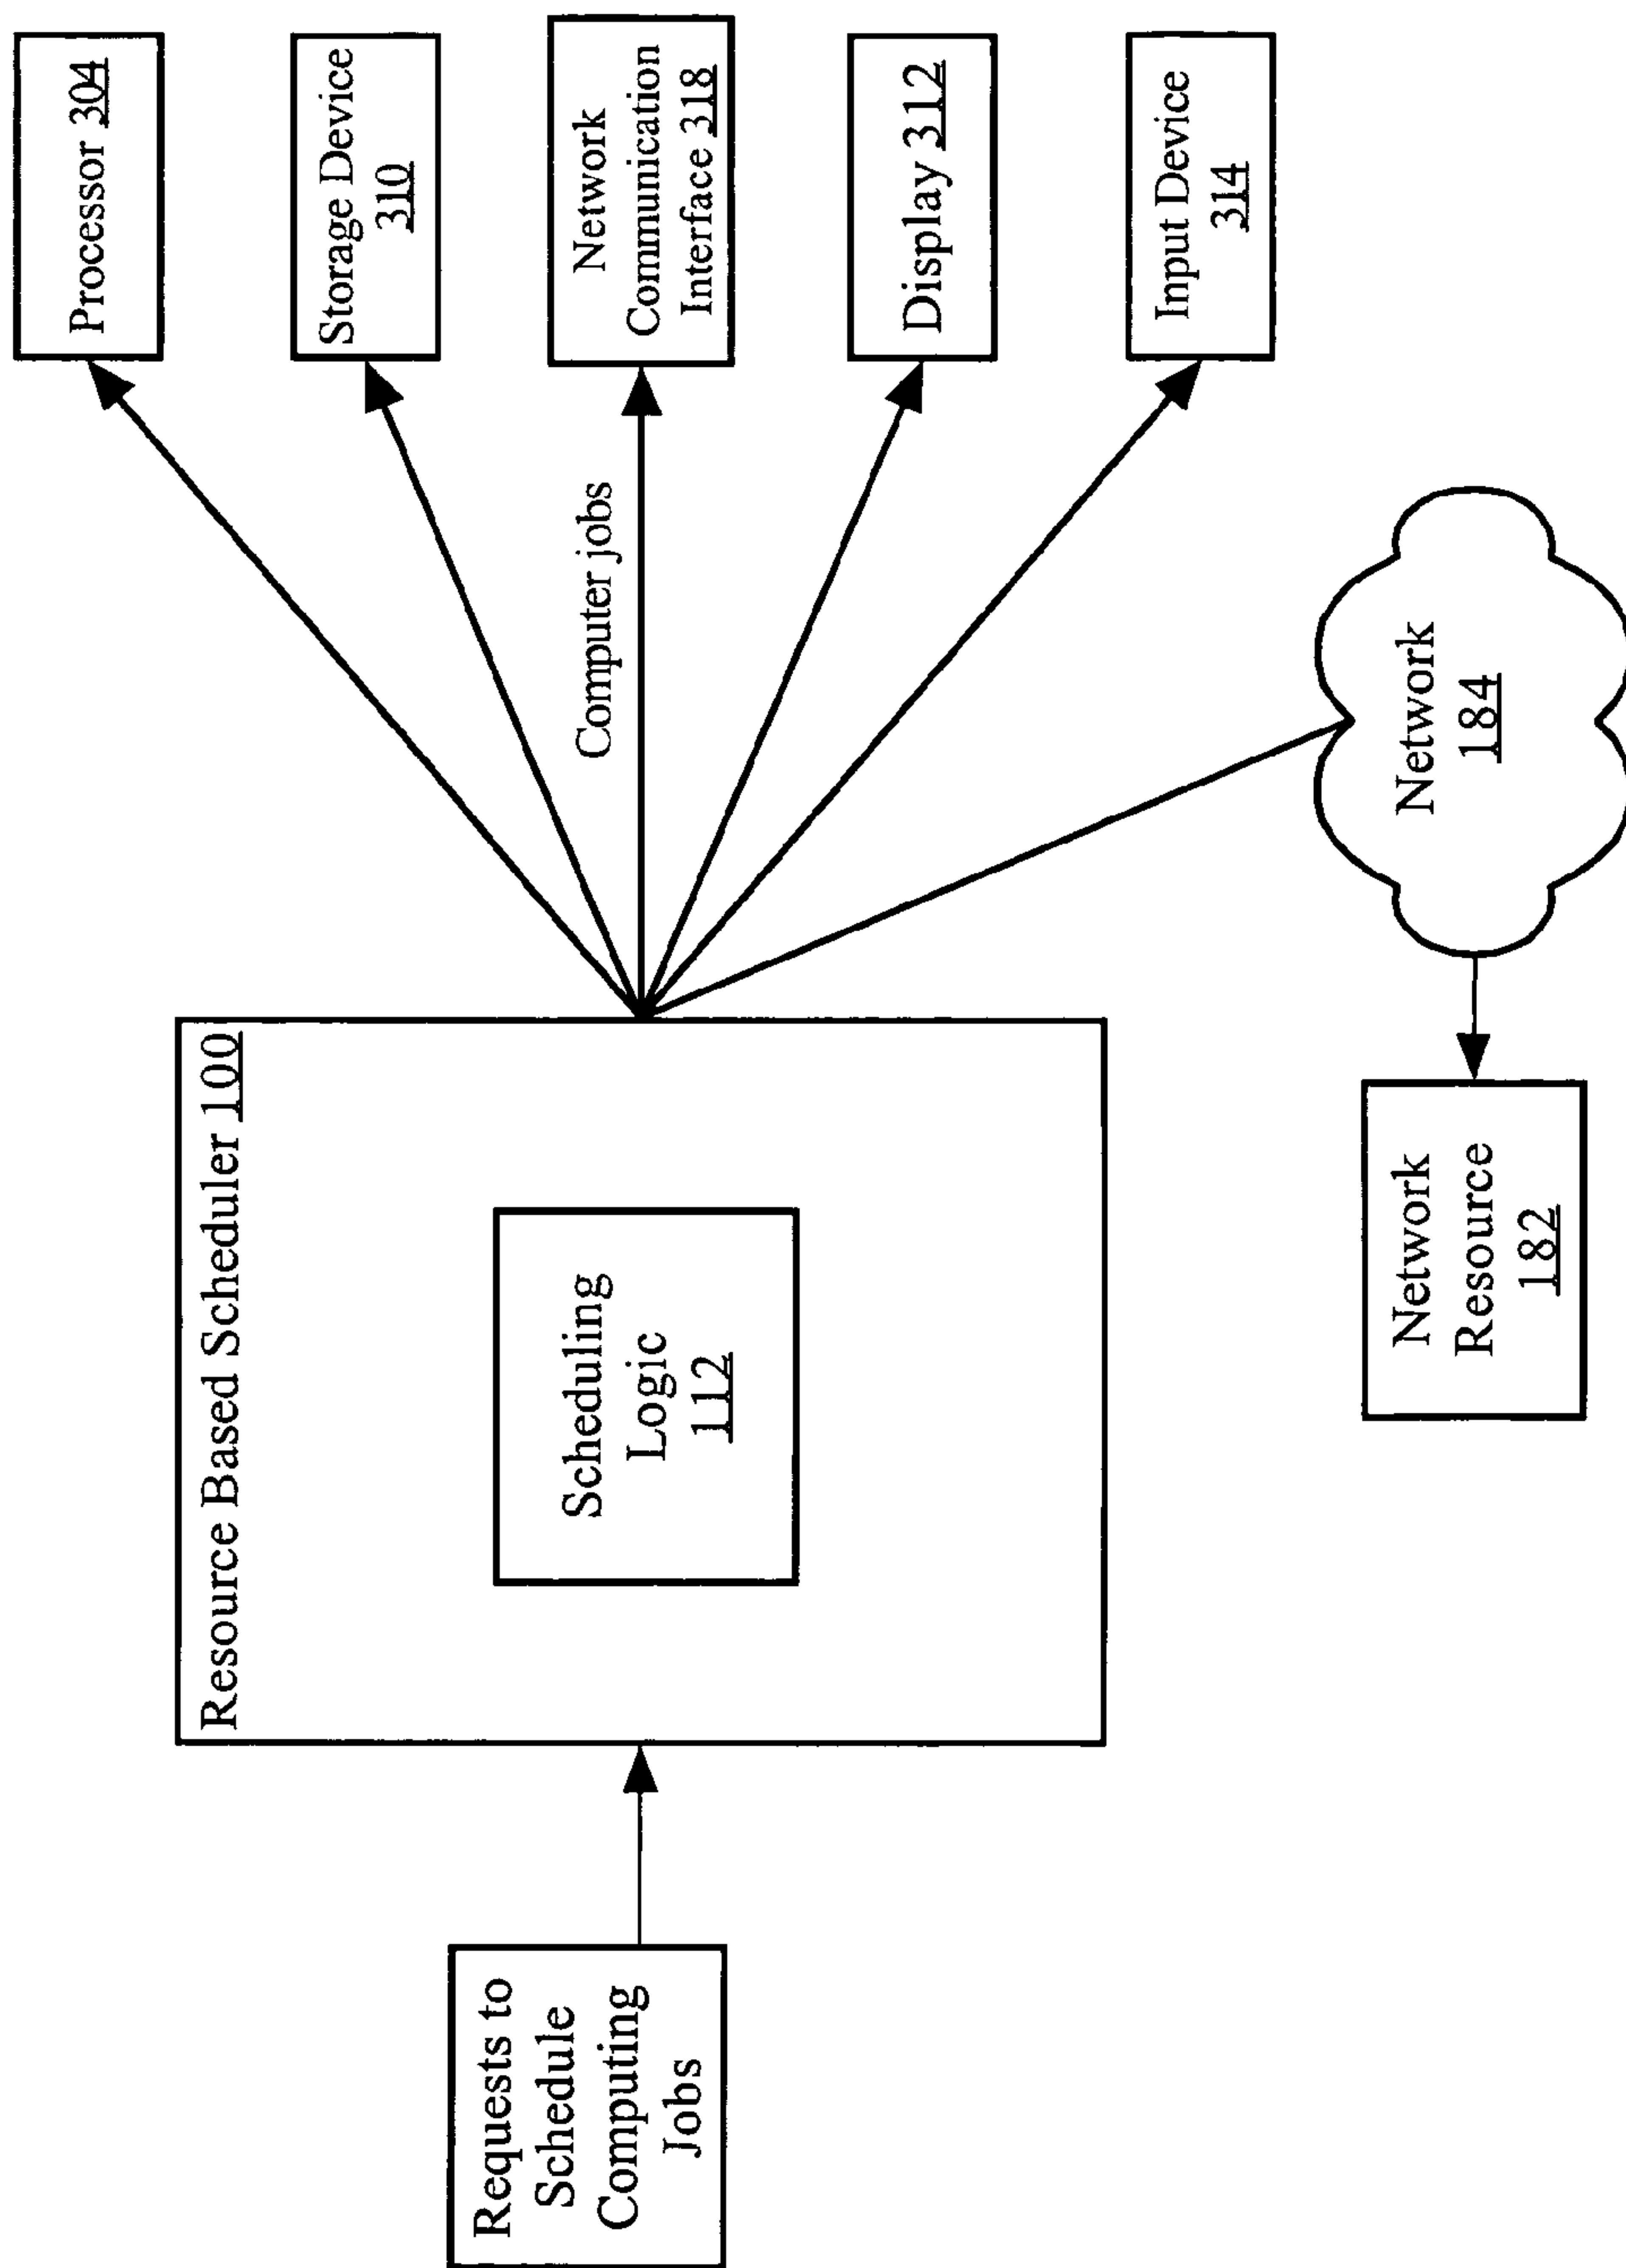 Requests to
Schedule
Computing
Jobs
Resource Based Scheduler 100
Scheduling
Logic
112
Computer jobs
Processor 304
Storage Device
310
Network
Communication
Interface 318
Display 312
Input Device
314
Network
184
Network
Resource
182